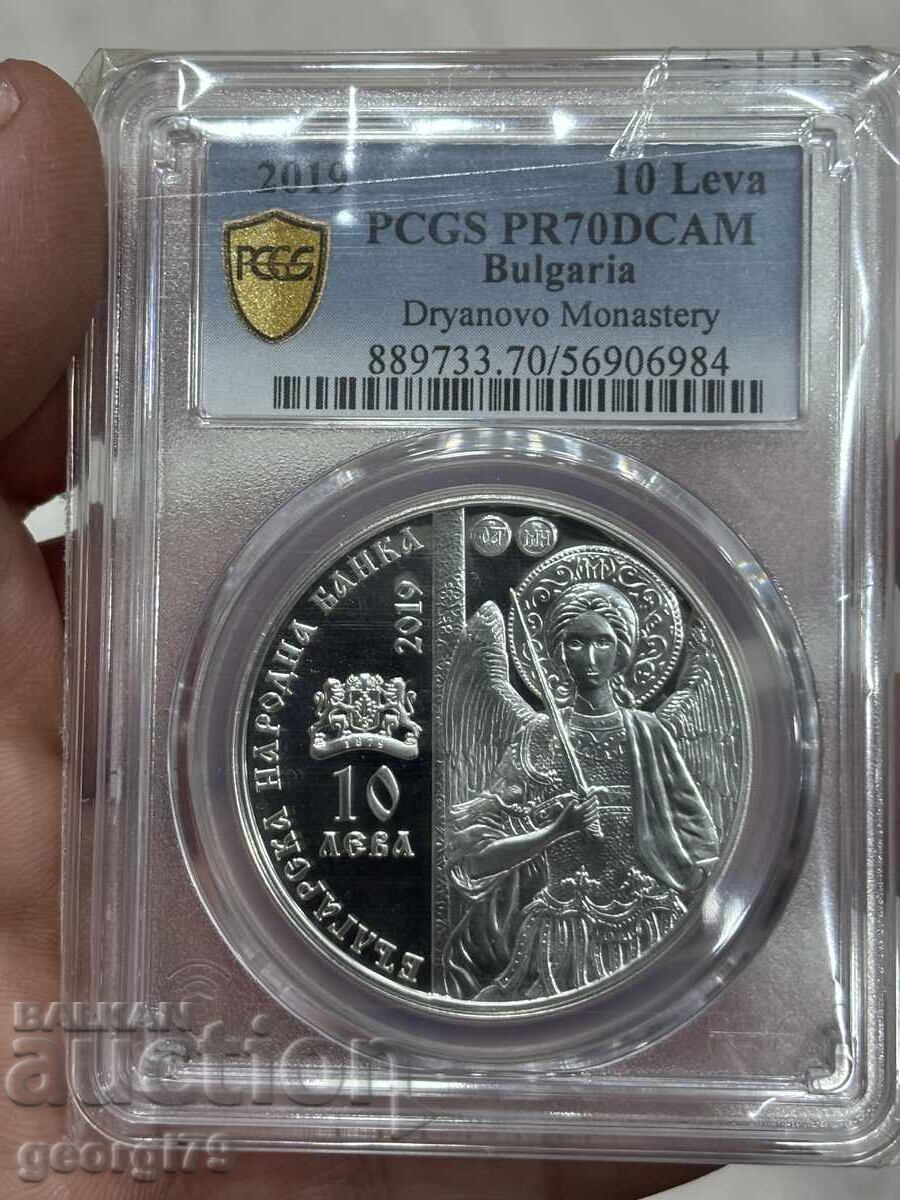 2019 10 Leva
PCGS PCGS PR70DCAM
Bulgaria
Dryanovo Monastery
889733.70/56906984
БЪЛГАРСКА НАРОДНА БАНКА
2019
1879
10
ЛЕВА
BALKAN
auction
georgi79